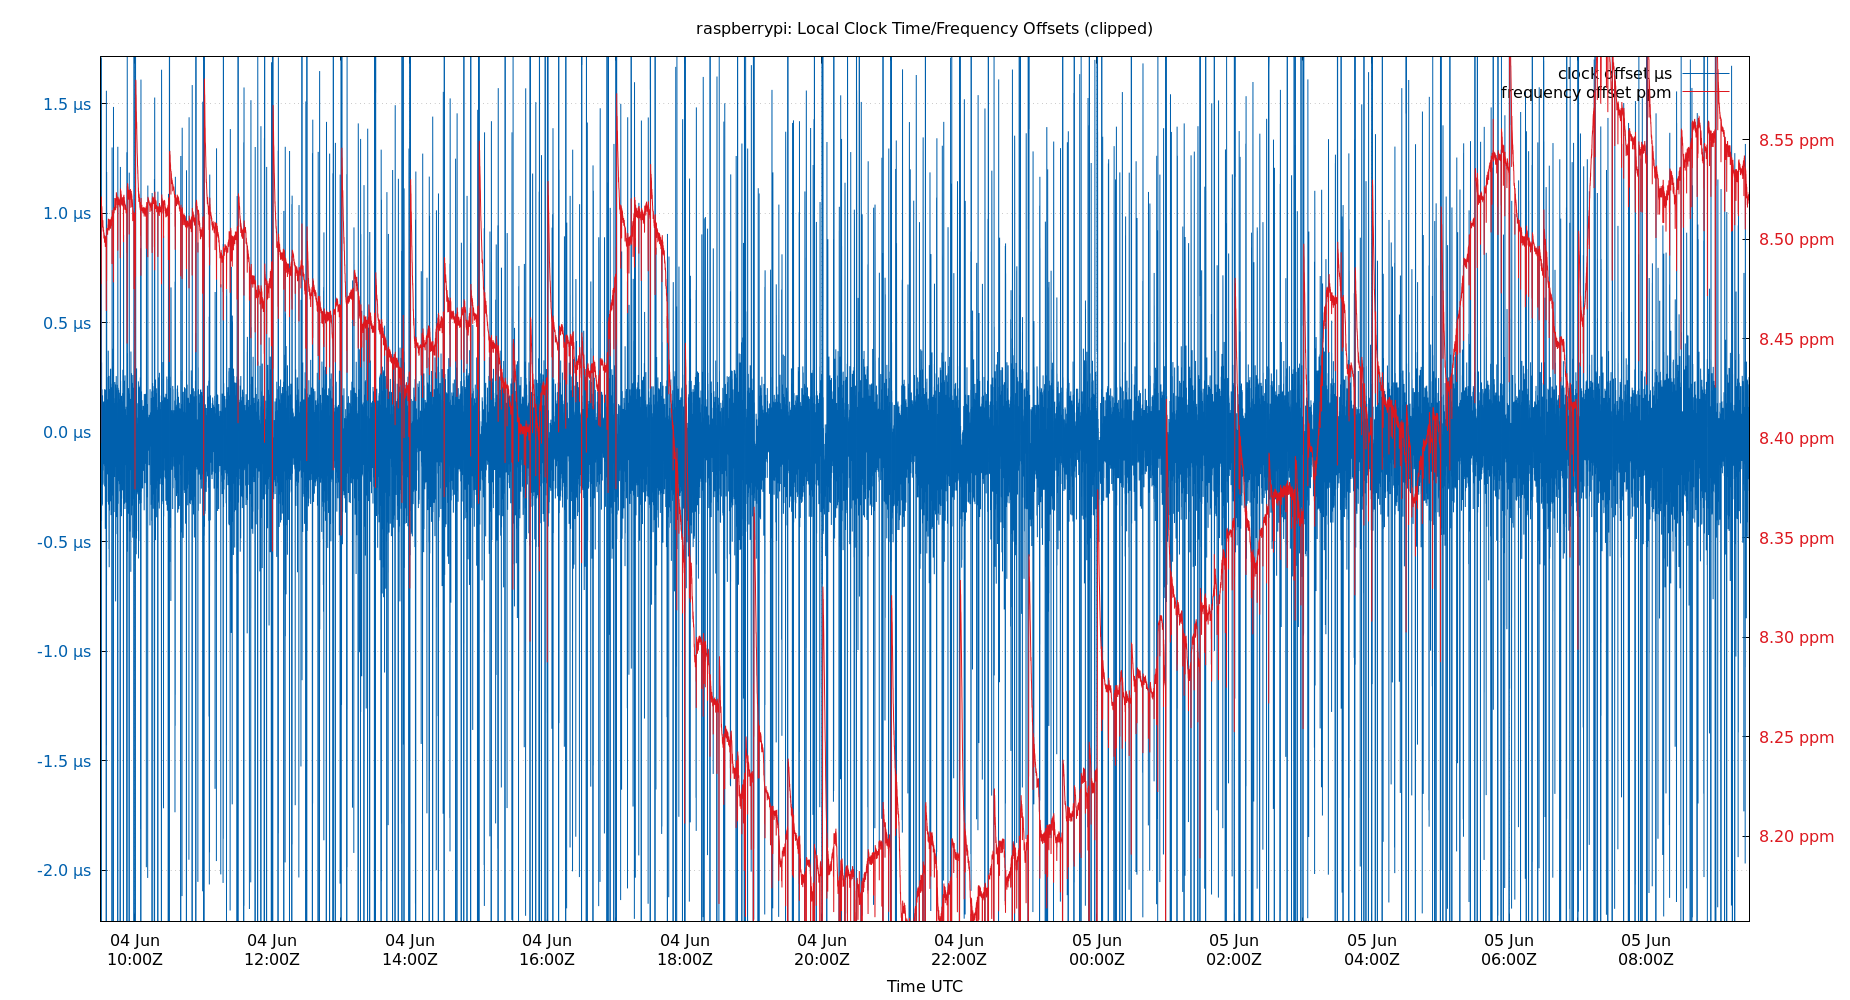 raspberrypi: Local Clock Time/Frequency Offsets (clipped)
clock offset µs
frequency offset ppm
1.5 µs
1.0 µs
0.5 µs
0.0 µs
-0.5 µs
-1.0 µs
-1.5 µs
-2.0 µs
8.55 ppm
8.50 ppm
8.45 ppm
8.40 ppm
8.35 ppm
8.30 ppm
8.25 ppm
8.20 ppm
04 Jun 04 Jun 04 Jun 04 Jun 04 Jun 04 Jun 04 Jun 05 Jun 05 Jun 05 Jun 05 Jun 05 Jun
10:00Z 12:00Z 14:00Z 16:00Z 18:00Z 20:00Z 22:00Z 00:00Z 02:00Z 04:00Z 06:00Z 08:00Z
Time UTC